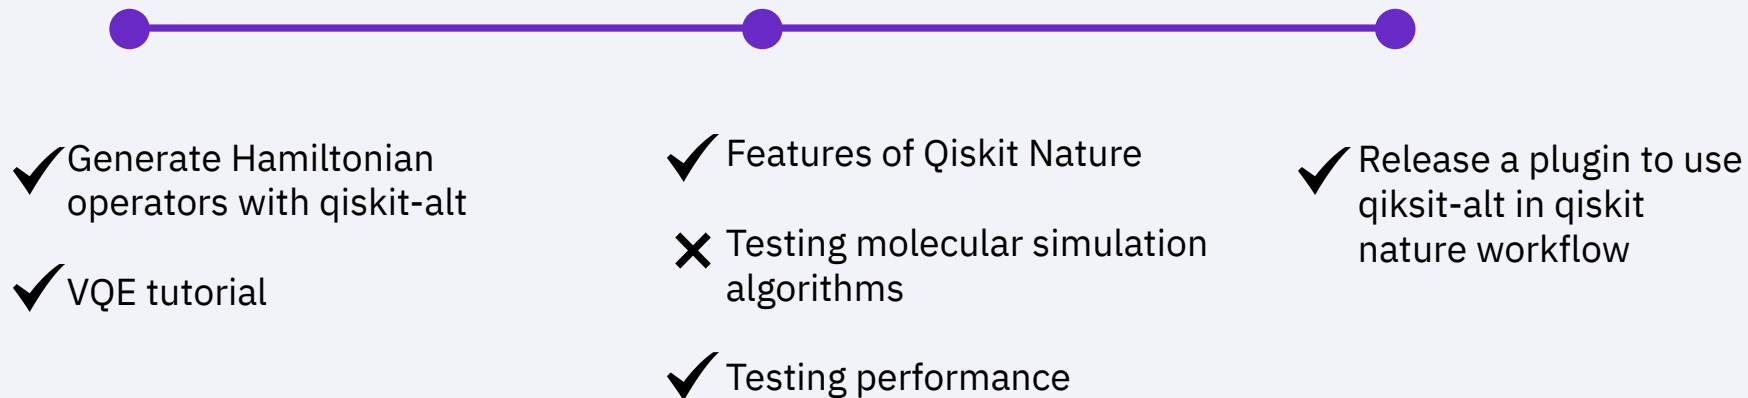 Generate Hamiltonian
operators with qiskit-alt
VQE tutorial
Features of Qiskit Nature
Testing molecular simulation
algorithms
Testing performance
Release a plugin to use
qiksit-alt in qiskit
nature workflow